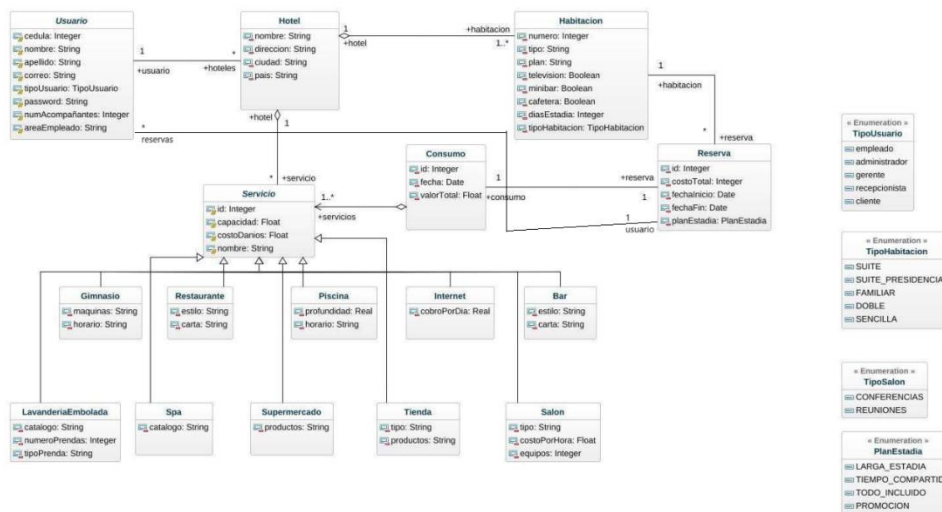 Usuario
cedula: Integer
nombre: String
apellido: String
correo: String
tipoUsuario: TipoUsuario
password: String
numAcompañantes: Integer
areaEmpleado: String
1
+usuario
*
+hoteles
*
reservas
Hotel
nombre: String
direccion: String
ciudad: String
pais: String
1
+hotel
+habitacion
1..*
+hotel
1
Habitacion
numero: Integer
tipo: String
plan: String
television: Boolean
minibar: Boolean
cafetera: Boolean
diasEstadia: Integer
tipoHabitacion: TipoHabitacion
1
+habitacion
*
+reserva
Reserva
id: Integer
costoTotal: Integer
fechaInicio: Date
fechaFin: Date
planEstadia: PlanEstadia
Consumo
id: Integer
fecha: Date
valorTotal: Float
1
+consumo
+reserva
1
1
usuario
*
+servicio
1..*
+servicios
Servicio
id: Integer
capacidad: Float
costoDanios: Float
nombre: String
Gimnasio
maquinas: String
horario: String
Restaurante
estilo: String
carta: String
Piscina
profundidad: Real
horario: String
Internet
cobroPorDia: Real
Bar
estilo: String
carta: String
LavanderiaEmbolada
catalogo: String
numeroPrendas: Integer
tipoPrenda: String
Spa
catalogo: String
Supermercado
productos: String
Tienda
tipo: String
productos: String
Salon
tipo: String
costoPorHora: Float
equipos: Integer
« Enumeration »
TipoUsuario
empleado
administrador
gerente
recepcionista
cliente
« Enumeration »
TipoHabitacion
SUITE
SUITE_PRESIDENCIA
FAMILIAR
DOBLE
SENCILLA
« Enumeration »
TipoSalon
CONFERENCIAS
REUNIONES
« Enumeration »
PlanEstadia
LARGA_ESTADIA
TIEMPO_COMPARTID
TODO_INCLUIDO
PROMOCION